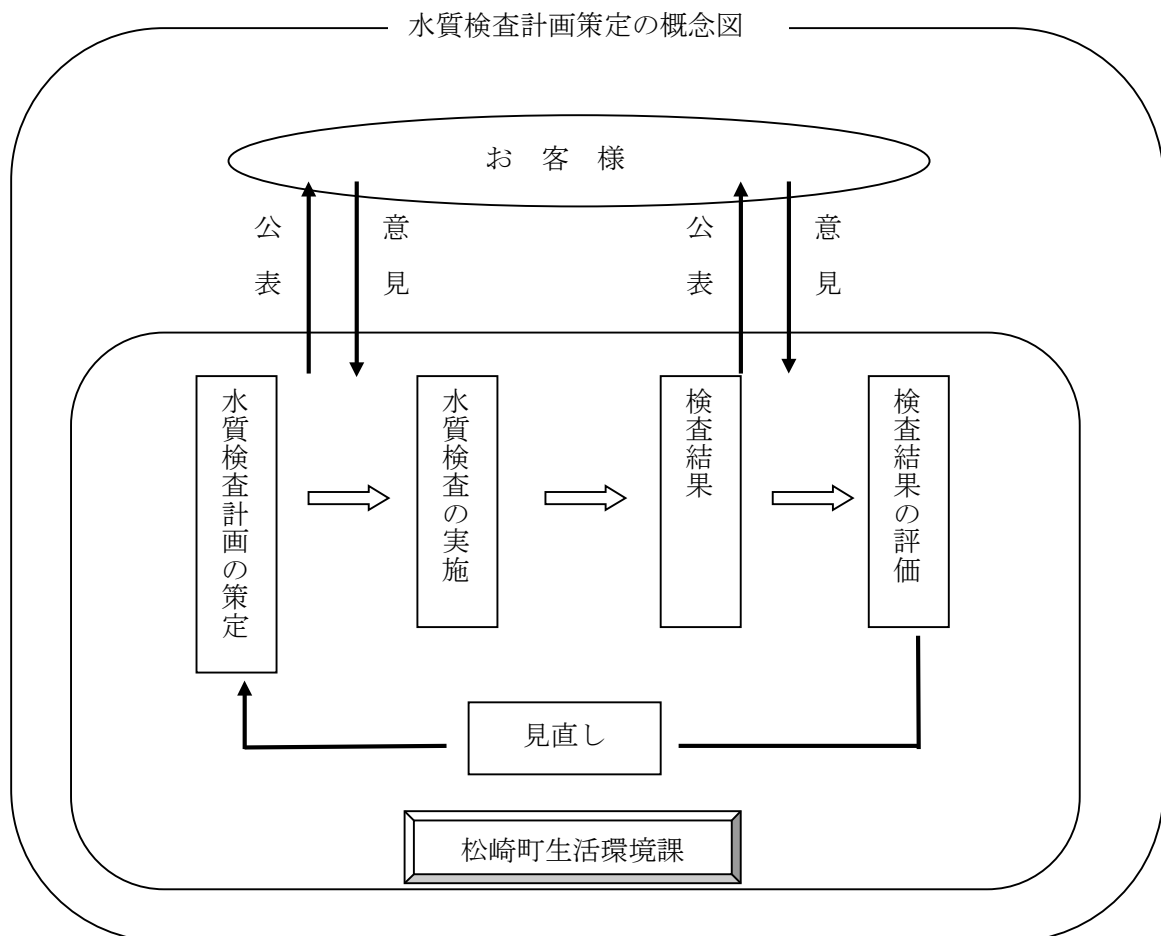 水質検査計画策定の概念図
お客様
公表
意見
公表
意見
水質検査計画の策定
水質検査の実施
検査結果
検査結果の評価
見直し
松崎町生活環境課